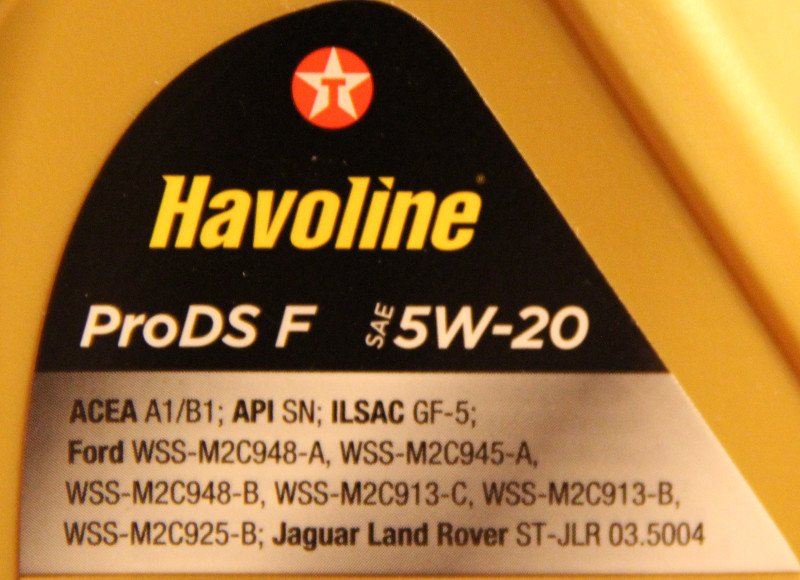 T
Havoline®
ProDS F SAE 5W-20
ACEA A1/B1; API SN; ILSAC GF-5;
Ford WSS-M2C948-A, WSS-M2C945-A,
WSS-M2C948-B, WSS-M2C913-C, WSS-M2C913-B,
WSS-M2C925-B; Jaguar Land Rover ST-JLR 03.5004